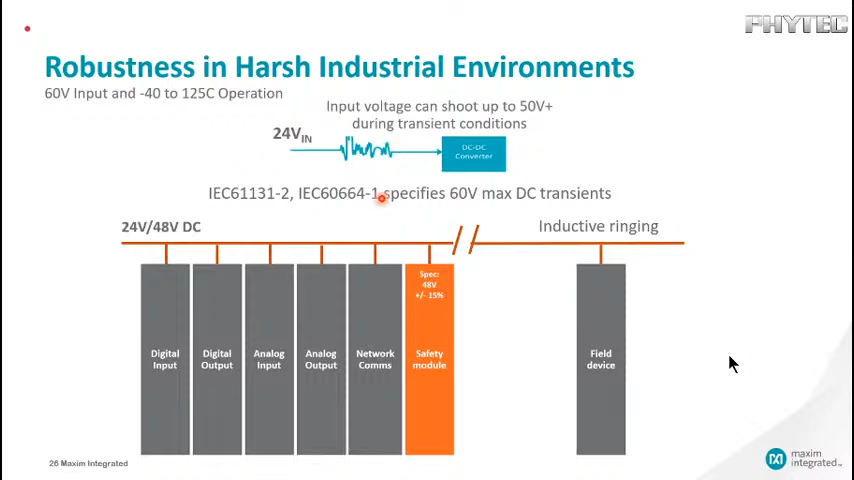 PHYTEC
Robustness in Harsh Industrial Environments
60V Input and -40 to 125C Operation
Input voltage can shoot up to 50V+
during transient conditions
24VIN
DC-DC
Converter
IEC61131-2, IEC60664-1 specifies 60V max DC transients
24V/48V DC
Inductive ringing
Spec:
48V
+/- 15%
Digital
Input
Digital
Output
Analog
Input
Analog
Output
Network
Comms
Safety
module
Field
device
26 Maxim Integrated
maxim
integrated™